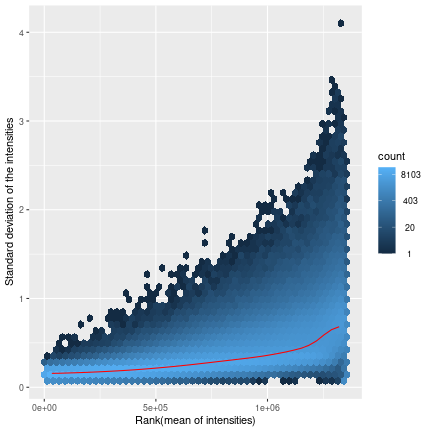 4
3
2
1
0
Standard deviation of the intensities
0e+00
5e+05
1e+06
Rank(mean of intensities)
count
8103
403
20
1